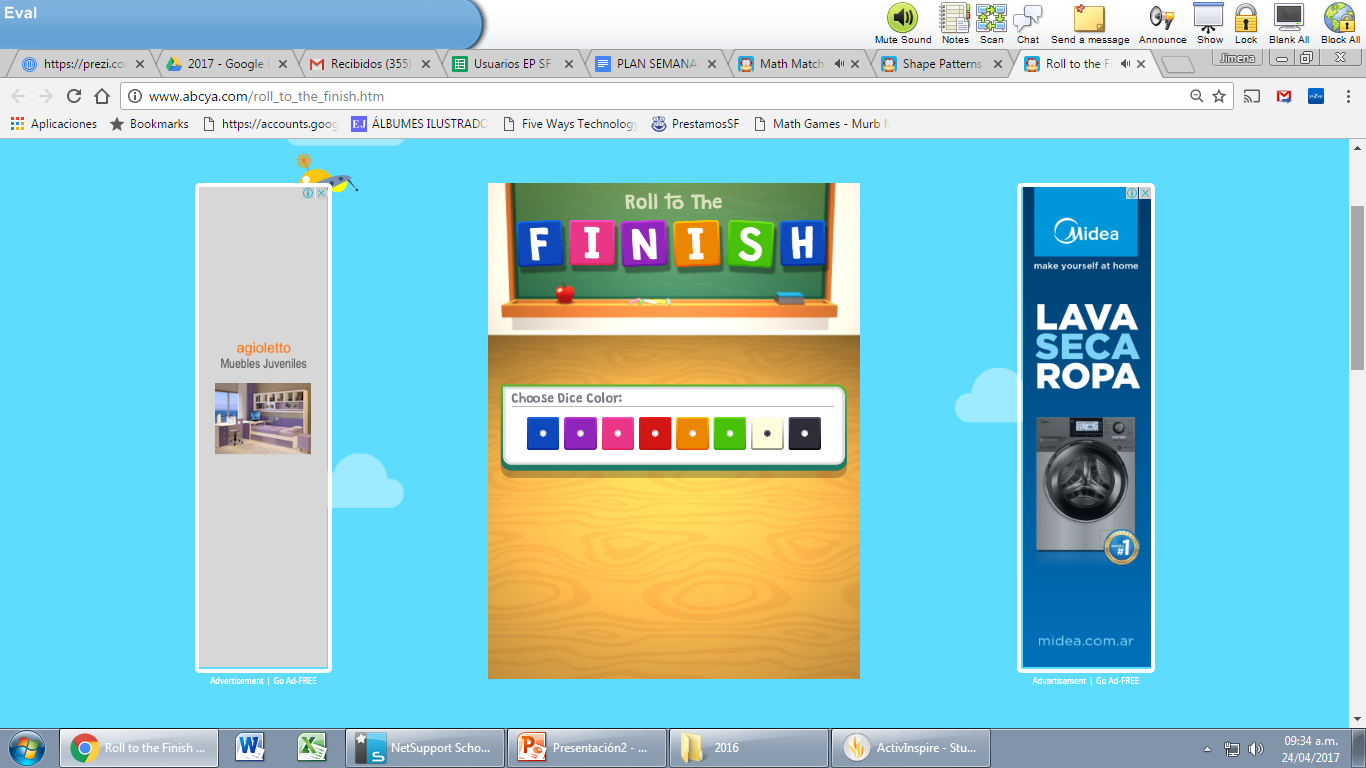 Eval
Mute Sound
Notes
Scan
Chat
Send a message
Announce
Show
Lock
Blank All
Block All
https://prezi.co
2017 - Google
Recibidos (355)
Usuarios EP SF
PLAN SEMANA
Math Match
Shape Patterns
Roll to the F
Jimena
www.abcya.com/roll_to_the_finish.htm
Aplicaciones
Bookmarks
https://accounts.goog
EJ
ÁLBUMES ILUSTRADO
Five Ways Technology
PrestamosSF
Math Games - Murb
Roll to The
FINISH
Choose Dice Color:
agioletto
Muebles Juveniles
Advertisement | Go Ad-FREE
Midea
make yourself at home
LAVA
SECA
ROPA
#1
midea.com.ar
Advertisement | Go Ad-FREE
Roll to the Finish ...
NetSupport Scho...
Presentación2 - ...
2016
ActivInspire - Stu...
09:34 a.m.
24/04/2017